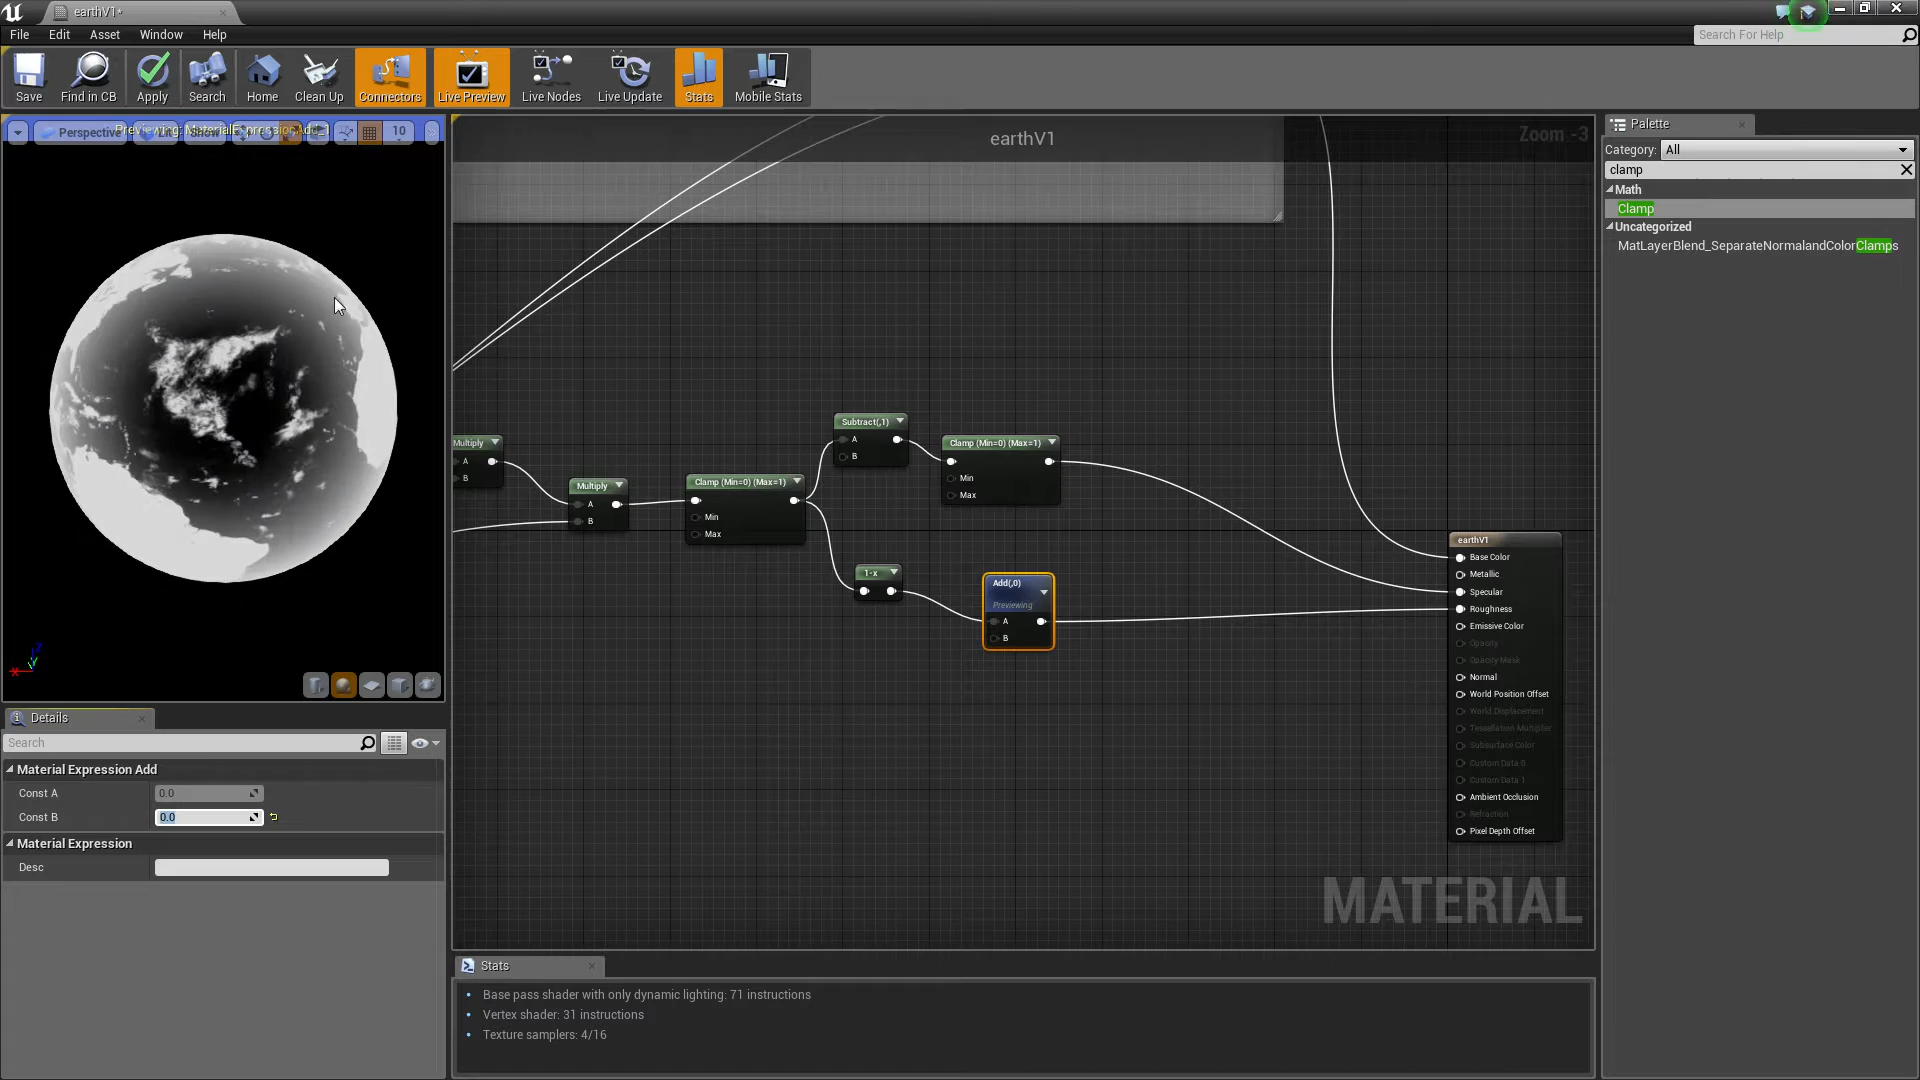 earthV1*
File Edit Asset Window Help
Search For Help
Save
Find in CB
Apply
Search
Home
Clean Up
Connectors
Live Preview
Live Nodes
Live Update
Stats
Mobile Stats
Perspective
Lit
Show
10
Previewing: MaterialExpressionAdd_1
earthV1
Zoom -3
Multiply
A
B
Multiply
A
B
Clamp (Min=0) (Max=1)
Min
Max
Subtract(,1)
A
B
Clamp (Min=0) (Max=1)
Min
Max
1-x
Add(,0)
Previewing
A
B
earthV1
Base Color
Metallic
Specular
Roughness
Emissive Color
Opacity
Opacity Mask
Normal
World Position Offset
World Displacement
Tessellation Multiplier
Subsurface Color
Custom Data 0
Custom Data 1
Ambient Occlusion
Refraction
Pixel Depth Offset
MATERIAL
Palette
Category: All
clamp
Math
Clamp
Uncategorized
MatLayerBlend_SeparateNormalandColorClamps
Details
Search
Material Expression Add
Const A 0.0
Const B 0.0
Material Expression
Desc
Stats
Base pass shader with only dynamic lighting: 71 instructions
Vertex shader: 31 instructions
Texture samplers: 4/16